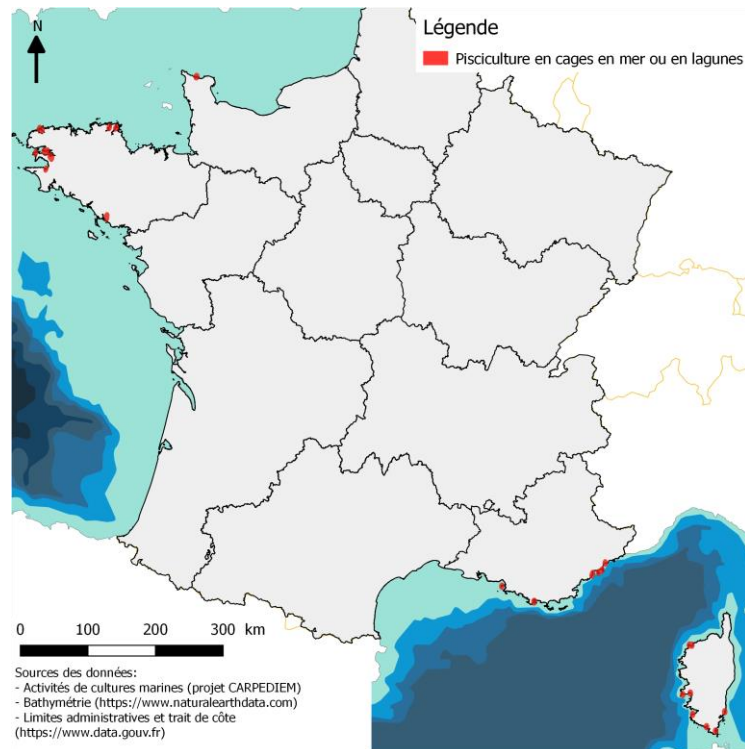 N
Légende
Pisciculture en cages en mer ou en lagunes
0 100 200 300 km
Sources des données:
- Activités de cultures marines (projet CARPEDIEM)
- Bathymétrie (https://www.naturalearthdata.com)
- Limites administratives et trait de côte
(https://www.data.gouv.fr)